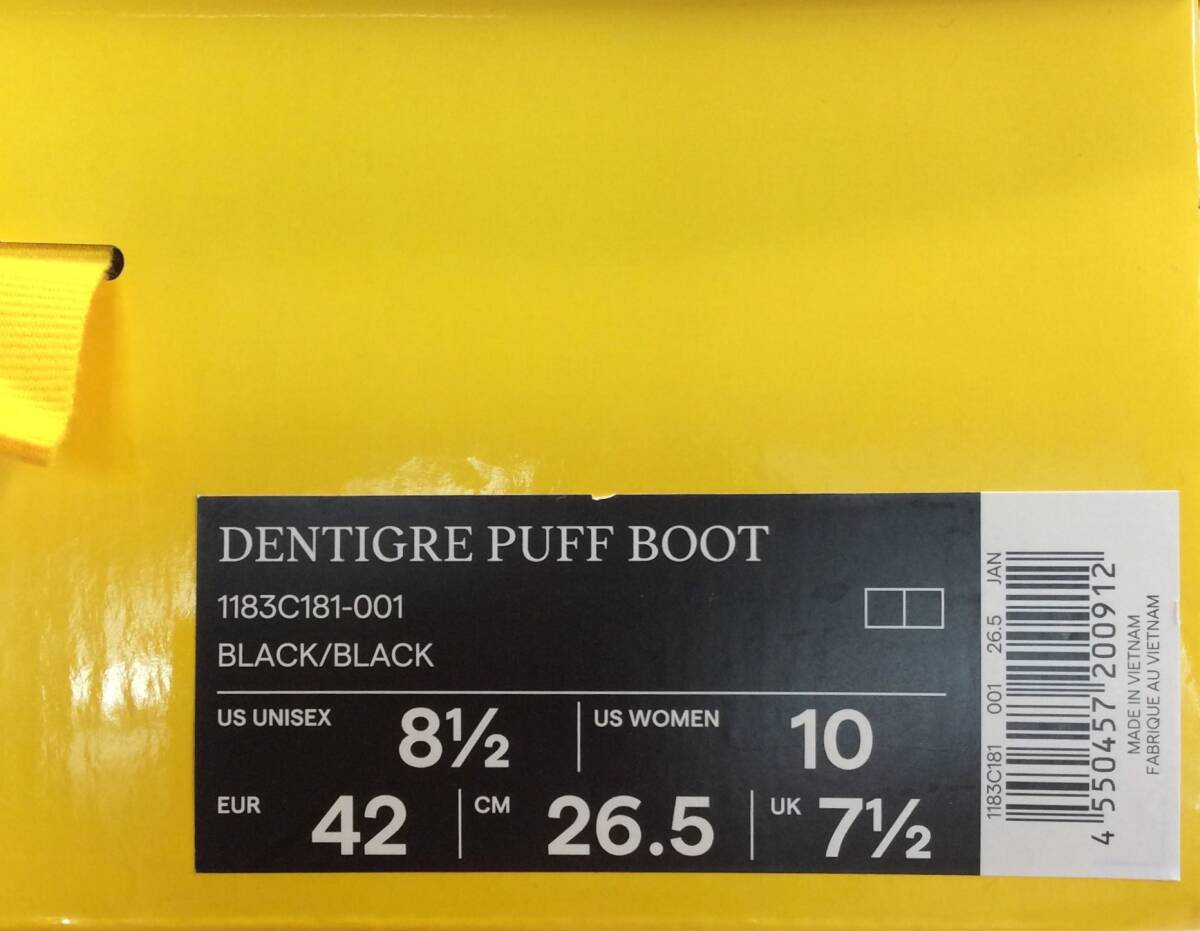 DENTIGRE PUFF BOOT
1183C181-001
BLACK/BLACK
US UNISEX 8½ US WOMEN 10
EUR 42 CM 26.5 UK 7½
1183C181 001 26.5 JAN
4 550457 200912
MADE IN VIETNAM
FABRIQUE AU VIETNAM